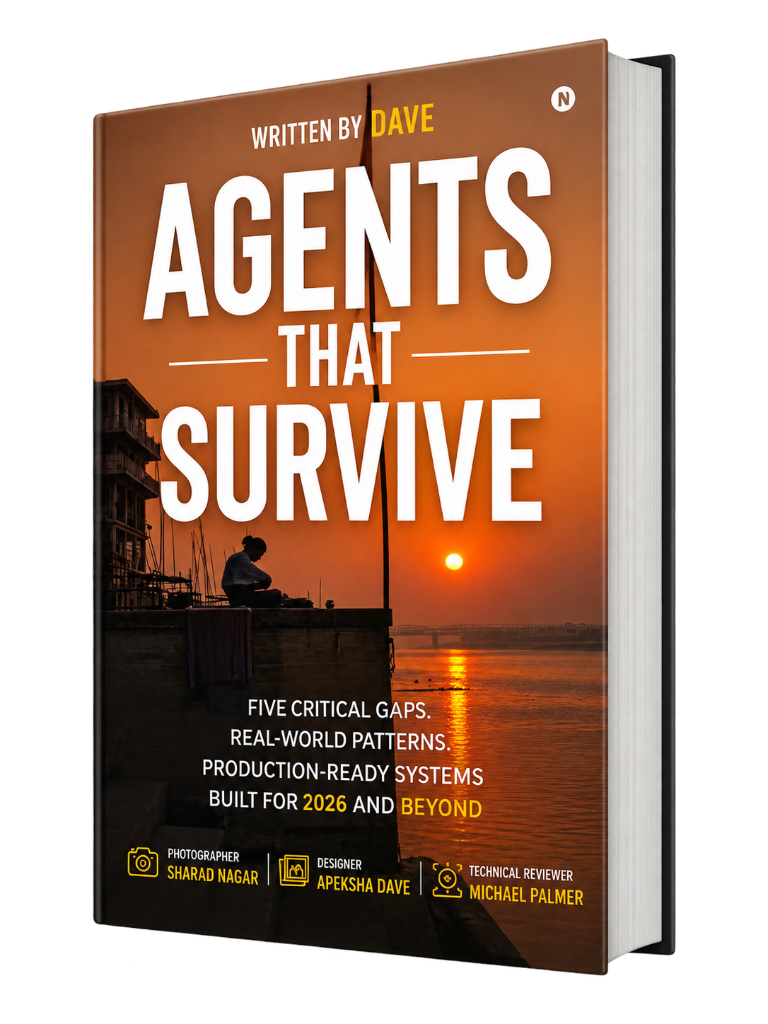 N
WRITTEN BY DAVE
AGENTS
THAT
SURVIVE
FIVE CRITICAL GAPS.
REAL-WORLD PATTERNS.
PRODUCTION-READY SYSTEMS
BUILT FOR 2026 AND BEYOND
PHOTOGRAPHER
SHARAD NAGAR
DESIGNER
APEKSHA DAVE
TECHNICAL REVIEWER
MICHAEL PALMER